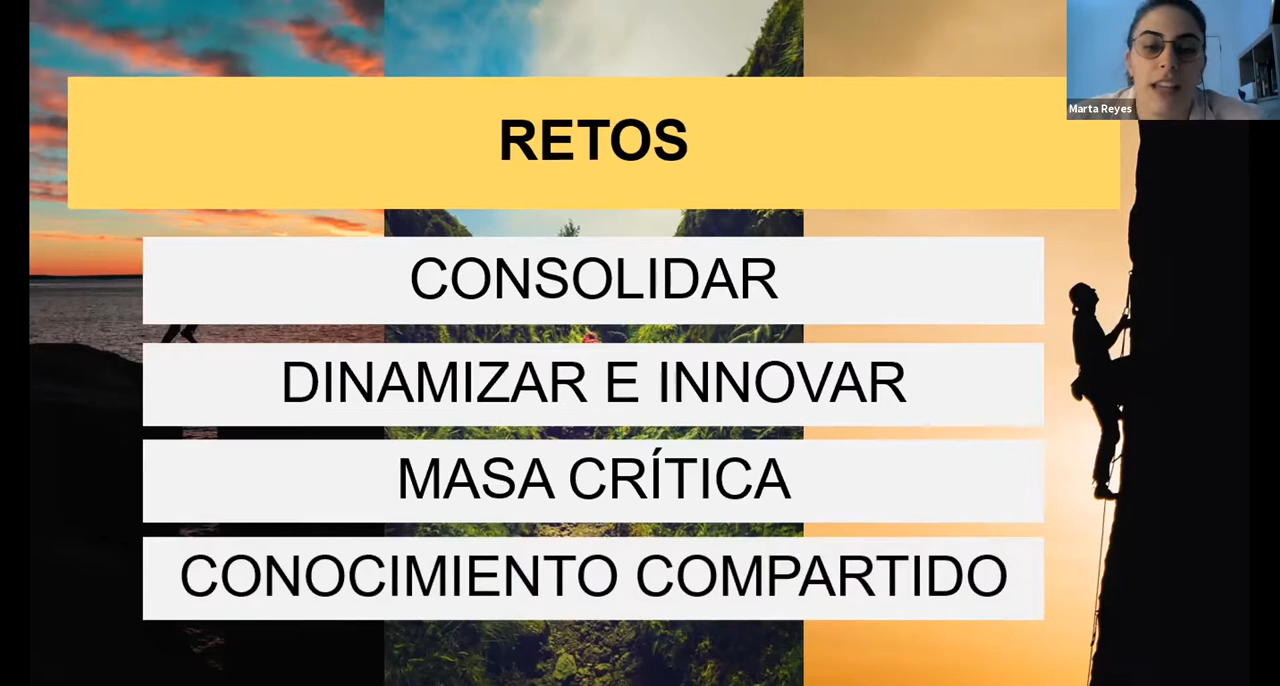 RETOS
Marta Reyes
CONSOLIDAR
DINAMIZAR E INNOVAR
MASA CRÍTICA
CONOCIMIENTO COMPARTIDO